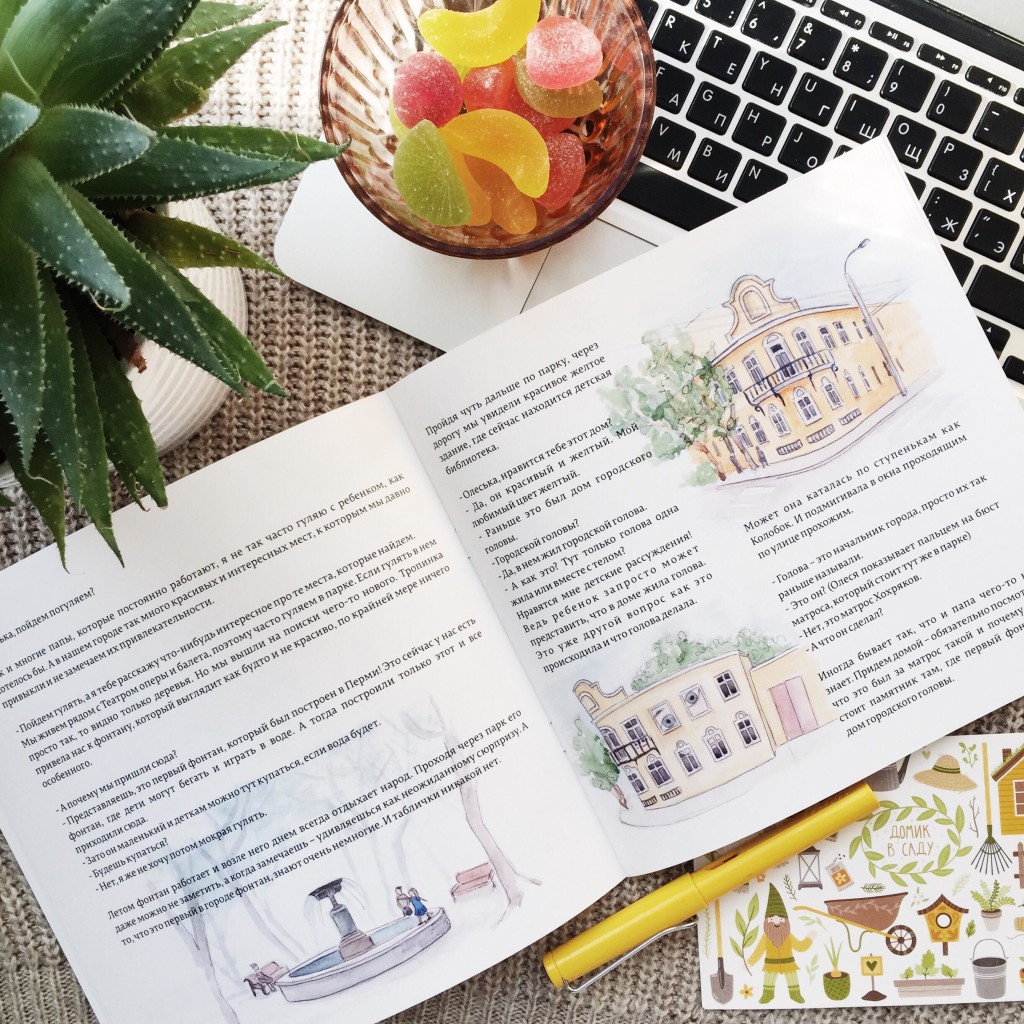 ька, пойдем погуляем?
к и многие папы, которые постоянно работают, я не так часто гуляю с ребенком, как
отелось бы. А в нашем городе так много красивых и интересных мест, к которым мы давно
привыкли и не замечаем их привлекательности.
- Пойдем гулять, а я тебе расскажу что-нибудь интересное про те места, которые найдем.
Мы живем рядом с Театром оперы и балета, поэтому часто гуляем в парке. Если гулять в нем
просто так, то видно только деревья. Но мы вышли на поиски чего-то нового. Тропинка
привела нас к фонтану, который выглядит как будто и не красиво, по крайней мере ничего
особенного.
- А почему мы пришли сюда?
- Представляешь, это первый фонтан, который был построен в Перми! Это сейчас у нас есть
фонтан, где дети могут бегать и играть в воде. А тогда построили только этот и все
приходили сюда.
- Зато он маленький и деткам можно тут купаться, если вода будет.
- Будешь купаться?
- Нет, я же не хочу потом мокрая гулять.
Летом фонтан работает и возле него днем всегда отдыхает народ. Проходя через парк его
даже можно не заметить, а когда замечаешь – удивляешься как неожиданному сюрпризу. А
то, что это первый в городе фонтан, знают очень немногие. И таблички никакой нет.
Пройдя чуть дальше по парку, через
дорогу мы увидели красивое желтое
здание, где сейчас находится детская
библиотека.
-Олеська, нравится тебе этот дом?
- Да, он красивый и желтый. Мой
любимый цвет желтый.
- Раньше это был дом городского
головы.
-Городской головы?
- Да, в нем жил городской голова.
- А как это? Тут только голова одна
жила или вместе с телом?
Нравятся мне детские рассуждения!
Ведь ребенок запросто может
представить, что в доме жила голова.
Это уже другой вопрос как это
происходила и что голова делала.
Может она каталась по ступенькам как
Колобок. И подмигивала в окна проходящим
по улице прохожим.
- Голова – это начальник города, просто их так
раньше называли.
- Это он? (Олеся показывает пальцем на бюст
матроса, который стоит тут же в парке)
- Нет, это матрос Хохряков.
- А что он сделал?
Иногда бывает так, что и папа чего-то
знает. Придем домой – обязательно посмот
что это был за матрос такой и почему
стоит памятник там, где первый фон
дом городского головы.
ДОМИК
В САДУ
5 %
6 ^
7 &
8 *
9 (
0 )
К R
Е T
Н Y
Г U
Ш I
Щ O
З P
Х [
А F
П G
Р H
О J
Л K
Д L
Ж ;
Э '
М V
И B
Т N